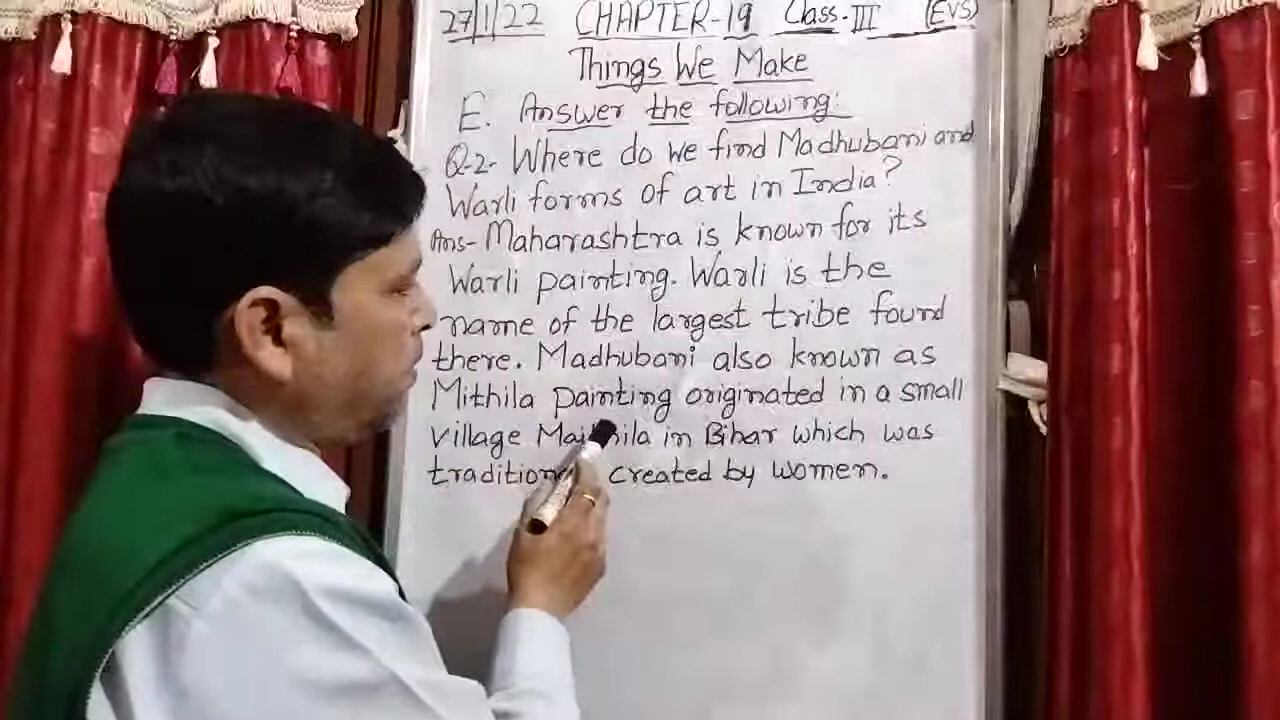 27/1/22 CHAPTER-19 Class-III (EVS)
Things We Make
E. Answer the following:
Q-2- Where do we find Madhubani and
Warli forms of art in India?
Ans- Maharashtra is known for its
Warli painting. Warli is the
name of the largest tribe found
there. Madhubani also known as
Mithila painting originated in a small
village in Bihar which was
created by women.